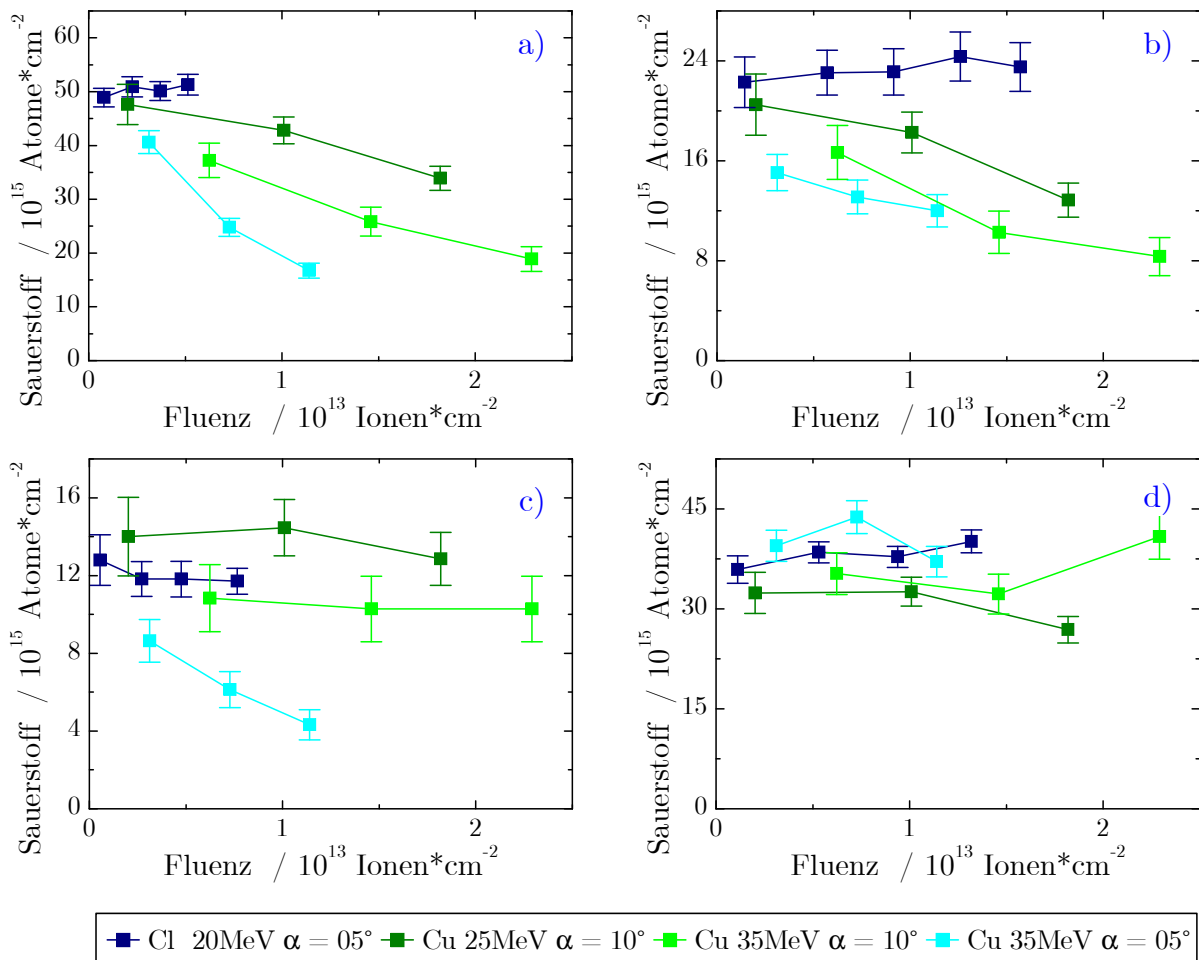 a)
60
50
40
30
20
10
0
0 1 2
Sauerstoff / 10^15 Atome*cm^-2
Fluenz / 10^13 Ionen*cm^-2
b)
24
16
8
0
0 1 2
Sauerstoff / 10^15 Atome*cm^-2
Fluenz / 10^13 Ionen*cm^-2
c)
16
12
8
4
0
0 1 2
Sauerstoff / 10^15 Atome*cm^-2
Fluenz / 10^13 Ionen*cm^-2
d)
45
30
15
0
0 1 2
Sauerstoff / 10^15 Atome*cm^-2
Fluenz / 10^13 Ionen*cm^-2
Cl 20MeV α = 05° Cu 25MeV α = 10° Cu 35MeV α = 10° Cu 35MeV α = 05°